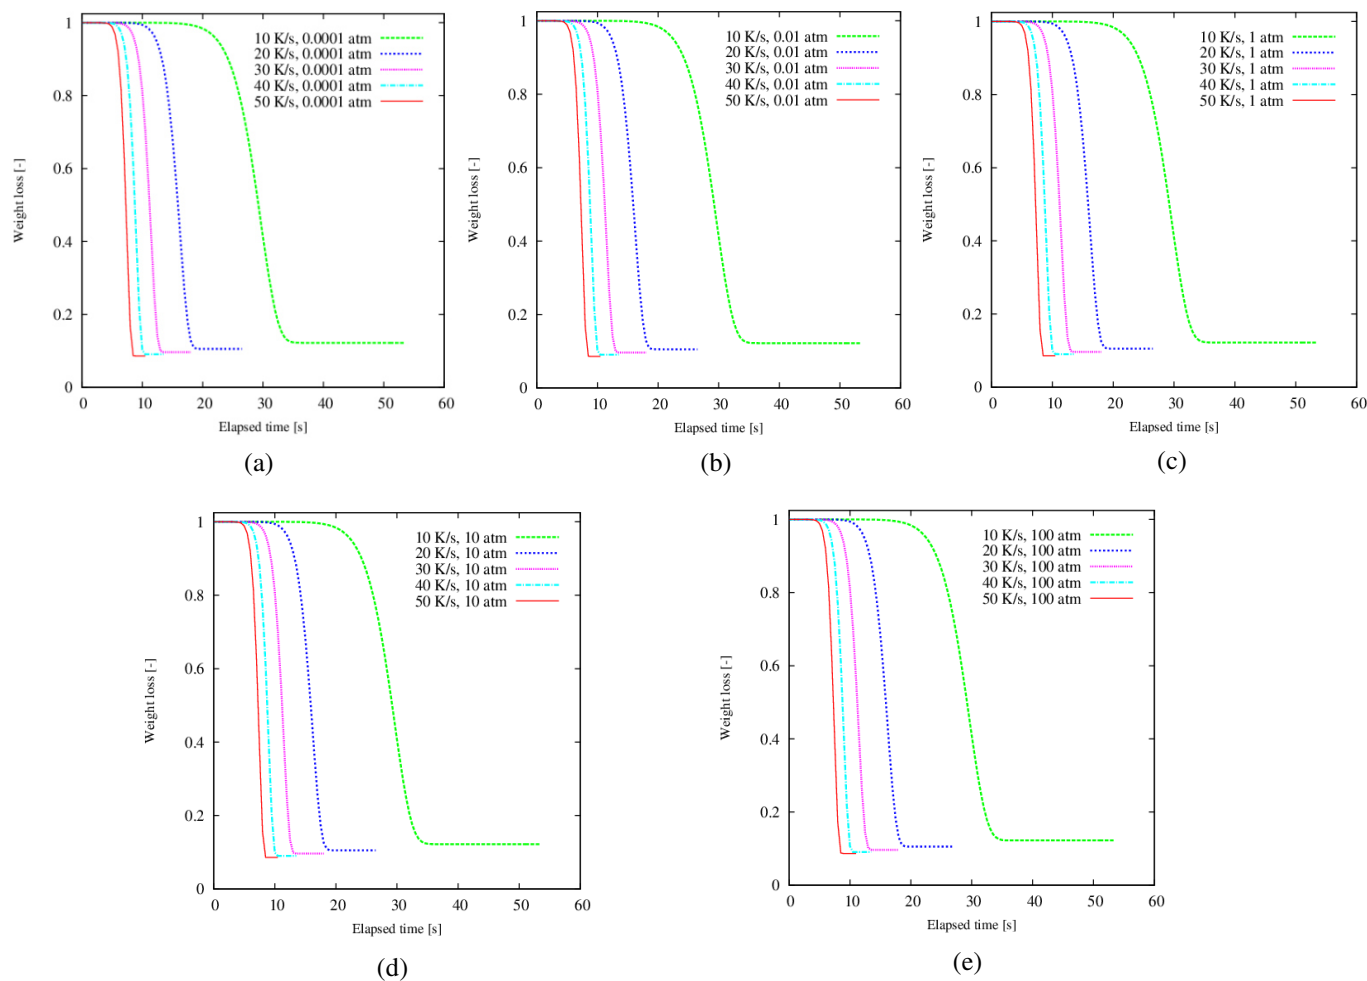 1
0.8
0.6
0.4
0.2
0
Weight loss [-]
10 K/s, 0.0001 atm
20 K/s, 0.0001 atm
30 K/s, 0.0001 atm
40 K/s, 0.0001 atm
50 K/s, 0.0001 atm
0 10 20 30 40 50 60
Elapsed time [s]
(a)
1
0.8
0.6
0.4
0.2
0
Weight loss [-]
10 K/s, 0.01 atm
20 K/s, 0.01 atm
30 K/s, 0.01 atm
40 K/s, 0.01 atm
50 K/s, 0.01 atm
0 10 20 30 40 50 60
Elapsed time [s]
(b)
1
0.8
0.6
0.4
0.2
0
Weight loss [-]
10 K/s, 1 atm
20 K/s, 1 atm
30 K/s, 1 atm
40 K/s, 1 atm
50 K/s, 1 atm
0 10 20 30 40 50 60
Elapsed time [s]
(c)
1
0.8
0.6
0.4
0.2
0
Weight loss [-]
10 K/s, 10 atm
20 K/s, 10 atm
30 K/s, 10 atm
40 K/s, 10 atm
50 K/s, 10 atm
0 10 20 30 40 50 60
Elapsed time [s]
(d)
1
0.8
0.6
0.4
0.2
0
Weight loss [-]
10 K/s, 100 atm
20 K/s, 100 atm
30 K/s, 100 atm
40 K/s, 100 atm
50 K/s, 100 atm
0 10 20 30 40 50 60
Elapsed time [s]
(e)